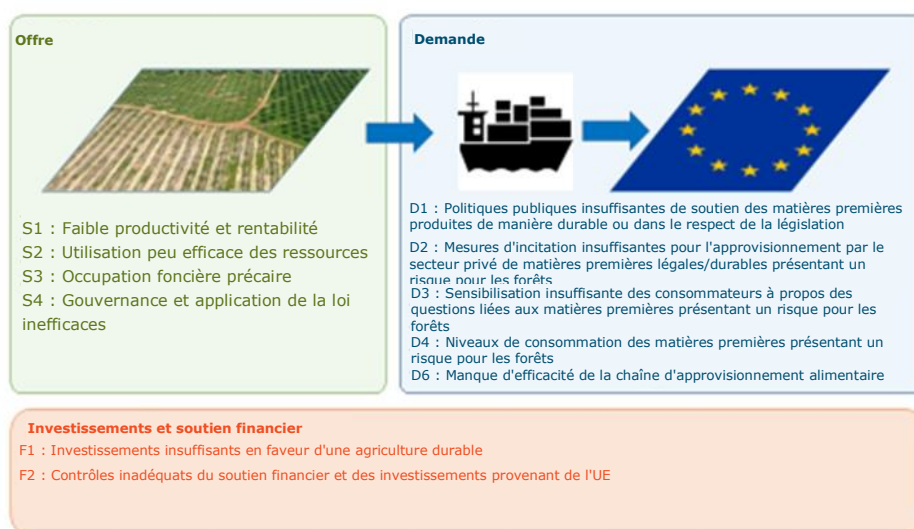 Offre
S1 : Faible productivité et rentabilité
S2 : Utilisation peu efficace des ressources
S3 : Occupation foncière précaire
S4 : Gouvernance et application de la loi
inefficaces
Demande
D1 : Politiques publiques insuffisantes de soutien des matières premières
produites de manière durable ou dans le respect de la législation
D2 : Mesures d'incitation insuffisantes pour l'approvisionnement par le
secteur privé de matières premières légales/durables présentant un
risque pour les forêts
D3 : Sensibilisation insuffisante des consommateurs à propos des
questions liées aux matières premières présentant un risque pour les
forêts
D4 : Niveaux de consommation des matières premières présentant un
risque pour les forêts
D6 : Manque d'efficacité de la chaîne d'approvisionnement alimentaire
Investissements et soutien financier
F1 : Investissements insuffisants en faveur d'une agriculture durable
F2 : Contrôles inadéquats du soutien financier et des investissements provenant de l'UE